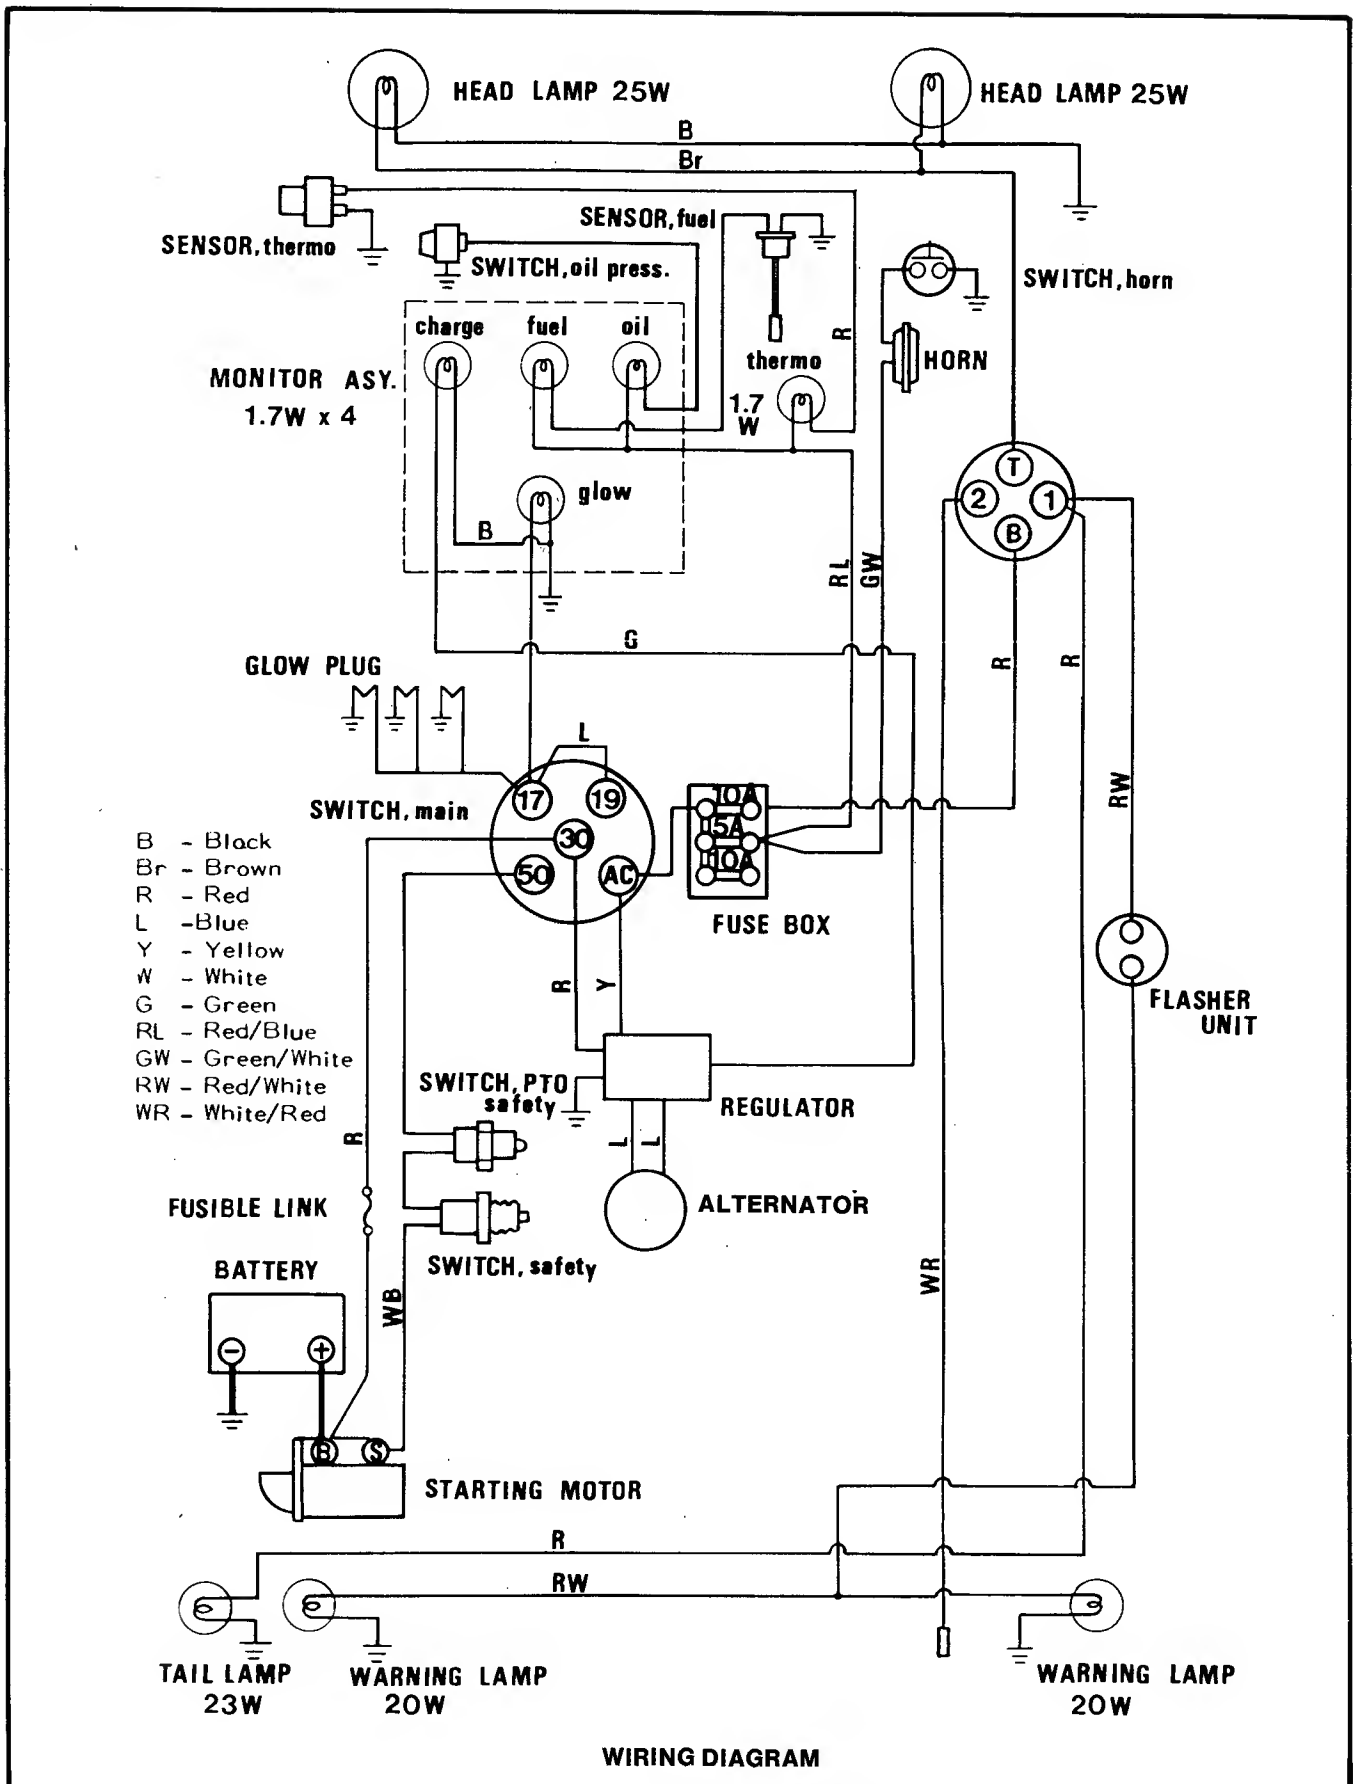 HEAD LAMP 25W
HEAD LAMP 25W
B
Br
SENSOR, fuel
SENSOR, thermo
SWITCH, oil press.
SWITCH, horn
charge
fuel
oil
R
thermo
HORN
MONITOR ASY.
1.7W x 4
1.7
W
T
2
1
B
glow
B
RL
GW
G
R
R
GLOW PLUG
L
RW
17
19
10A
SWITCH, main
30
5A
50
AC
10A
FUSE BOX
B - Black
Br - Brown
R - Red
L -Blue
Y - Yellow
W - White
G - Green
RL - Red/Blue
GW - Green/White
RW - Red/White
WR - White/Red
R
Y
FLASHER
UNIT
SWITCH, PTO
safety
REGULATOR
R
L
L
FUSIBLE LINK
ALTERNATOR
SWITCH, safety
BATTERY
WB
WR
-
+
B
S
STARTING MOTOR
R
RW
TAIL LAMP
23W
WARNING LAMP
20W
WARNING LAMP
20W
WIRING DIAGRAM